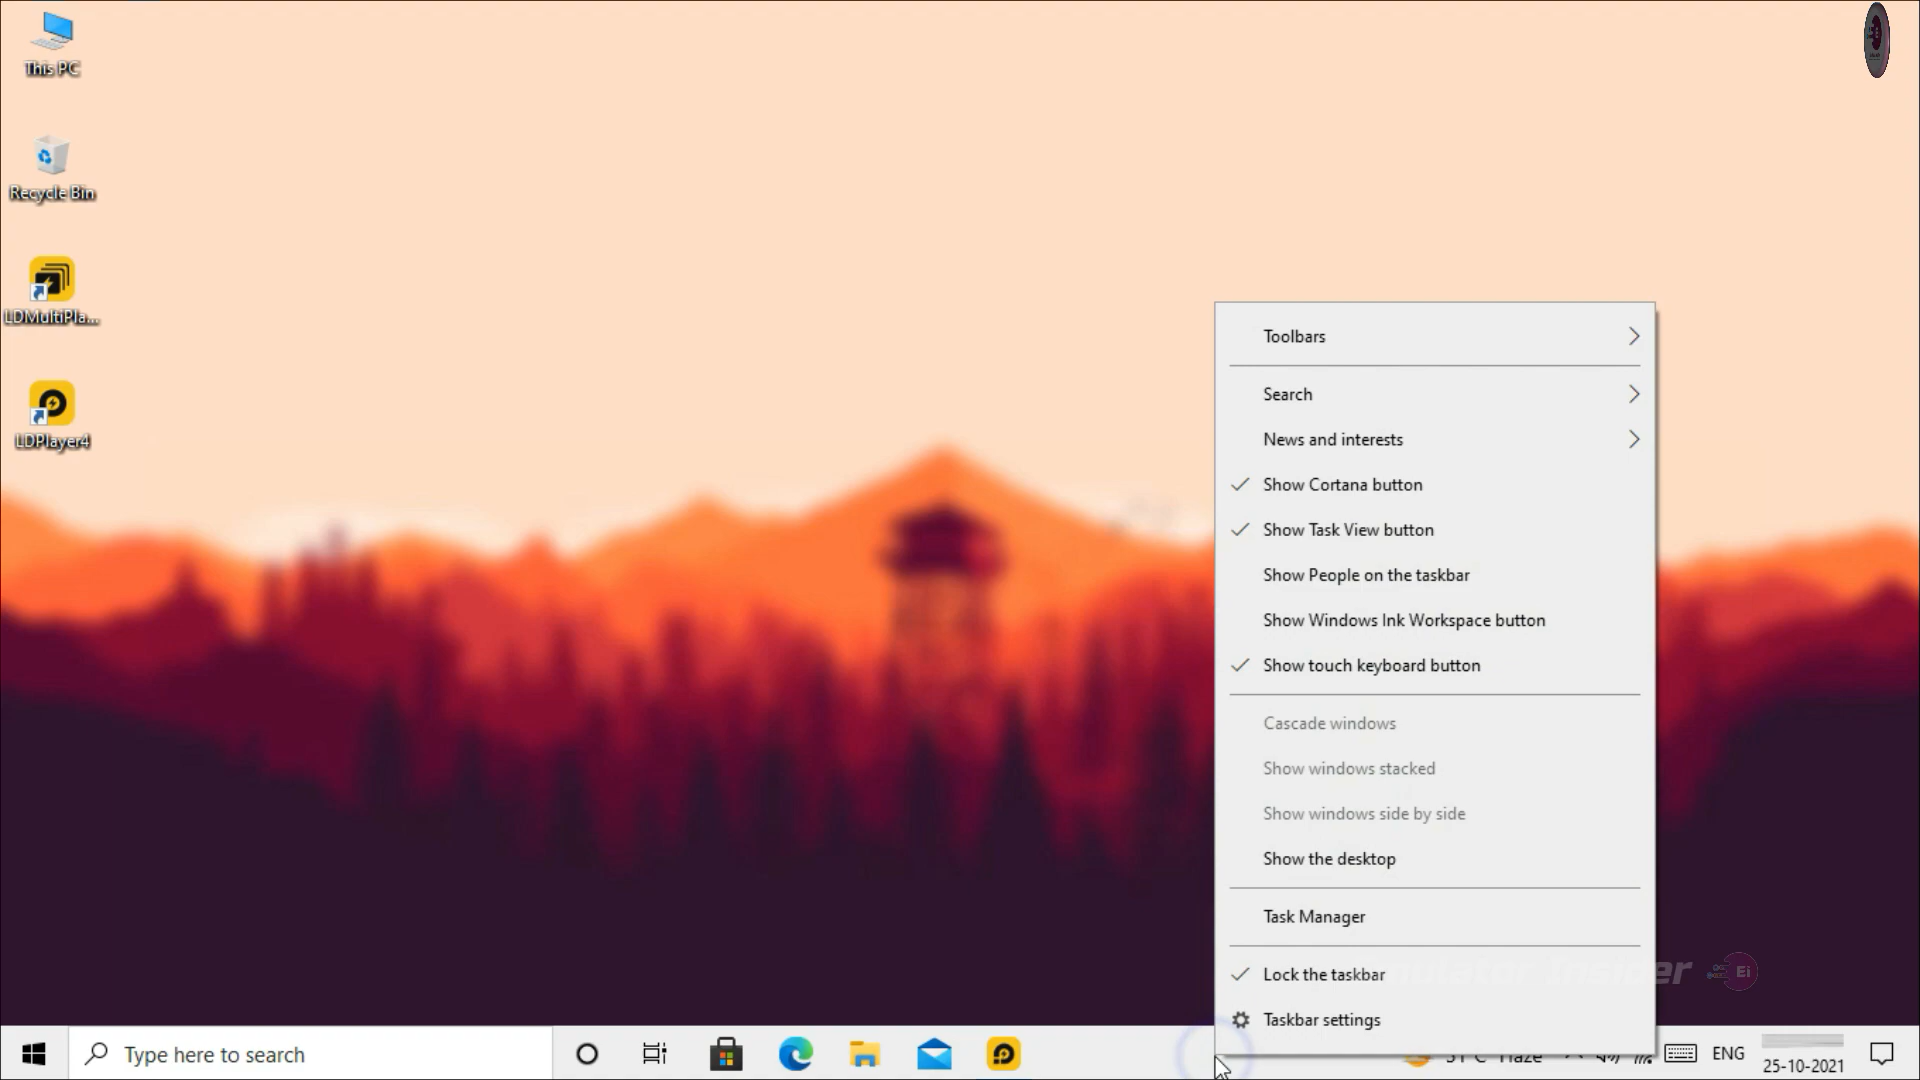 This PC
Recycle Bin
LDMultiPla...
LDPlayer4
Toolbars
Search
News and interests
Show Cortana button
Show Task View button
Show People on the taskbar
Show Windows Ink Workspace button
Show touch keyboard button
Cascade windows
Show windows stacked
Show windows side by side
Show the desktop
Task Manager
Lock the taskbar
Taskbar settings
Ei
Type here to search
31°C Haze
ENG
25-10-2021